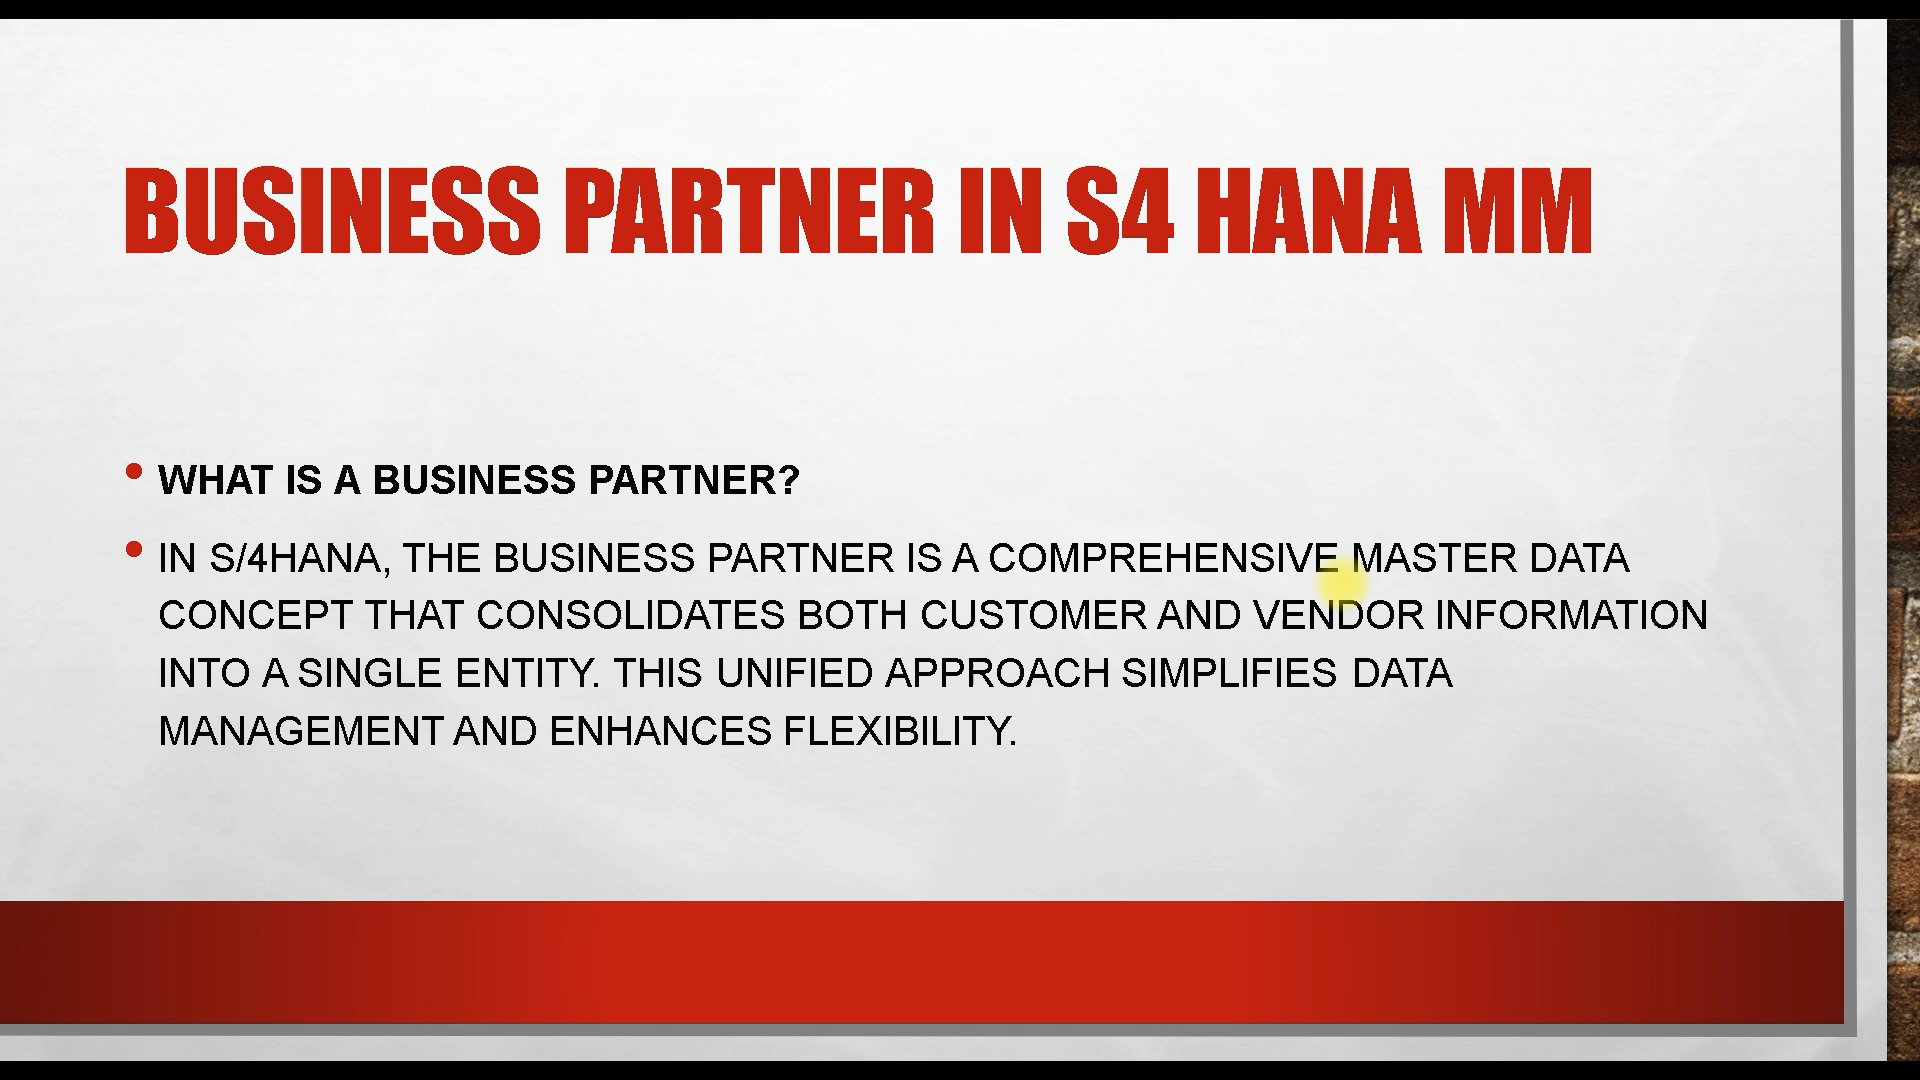 BUSINESS PARTNER IN S4 HANA MM
• WHAT IS A BUSINESS PARTNER?
• IN S/4HANA, THE BUSINESS PARTNER IS A COMPREHENSIVE MASTER DATA
CONCEPT THAT CONSOLIDATES BOTH CUSTOMER AND VENDOR INFORMATION
INTO A SINGLE ENTITY. THIS UNIFIED APPROACH SIMPLIFIES DATA
MANAGEMENT AND ENHANCES FLEXIBILITY.